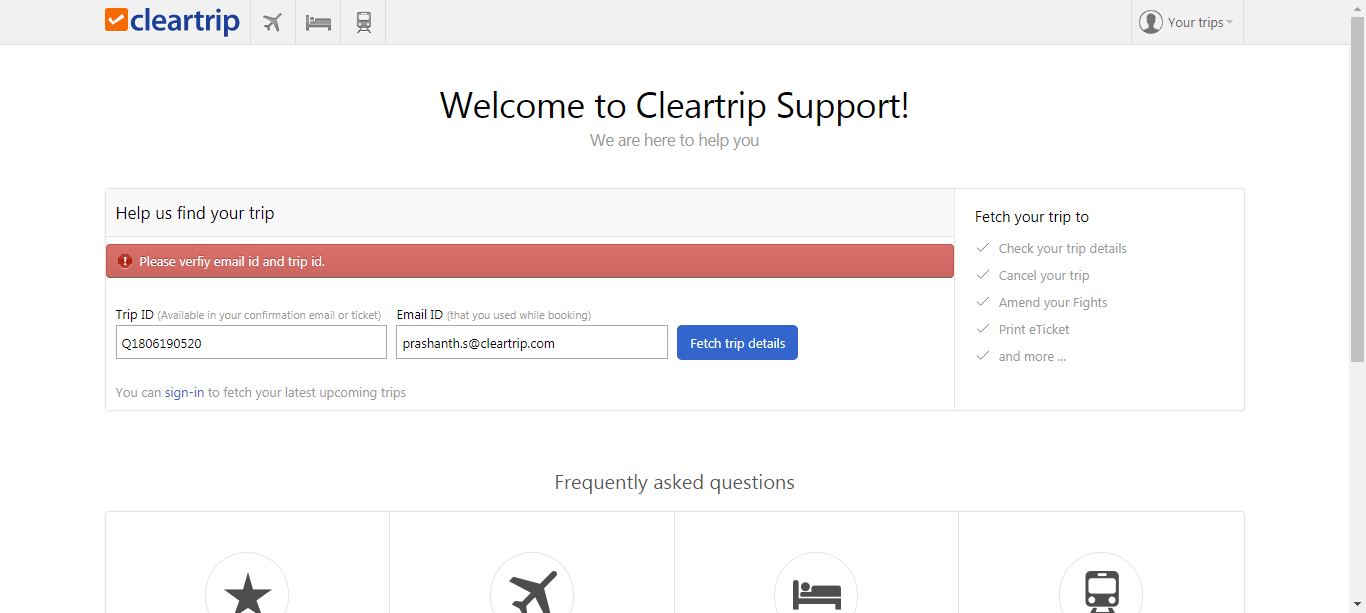 cleartrip
Your trips
Welcome to Cleartrip Support!
We are here to help you
Help us find your trip
Please verfiy email id and trip id.
Trip ID (Available in your confirmation email or ticket)
Email ID (that you used while booking)
Q1806190520
prashanth.s@cleartrip.com
Fetch trip details
You can sign-in to fetch your latest upcoming trips
Fetch your trip to
Check your trip details
Cancel your trip
Amend your Fights
Print eTicket
and more ...
Frequently asked questions